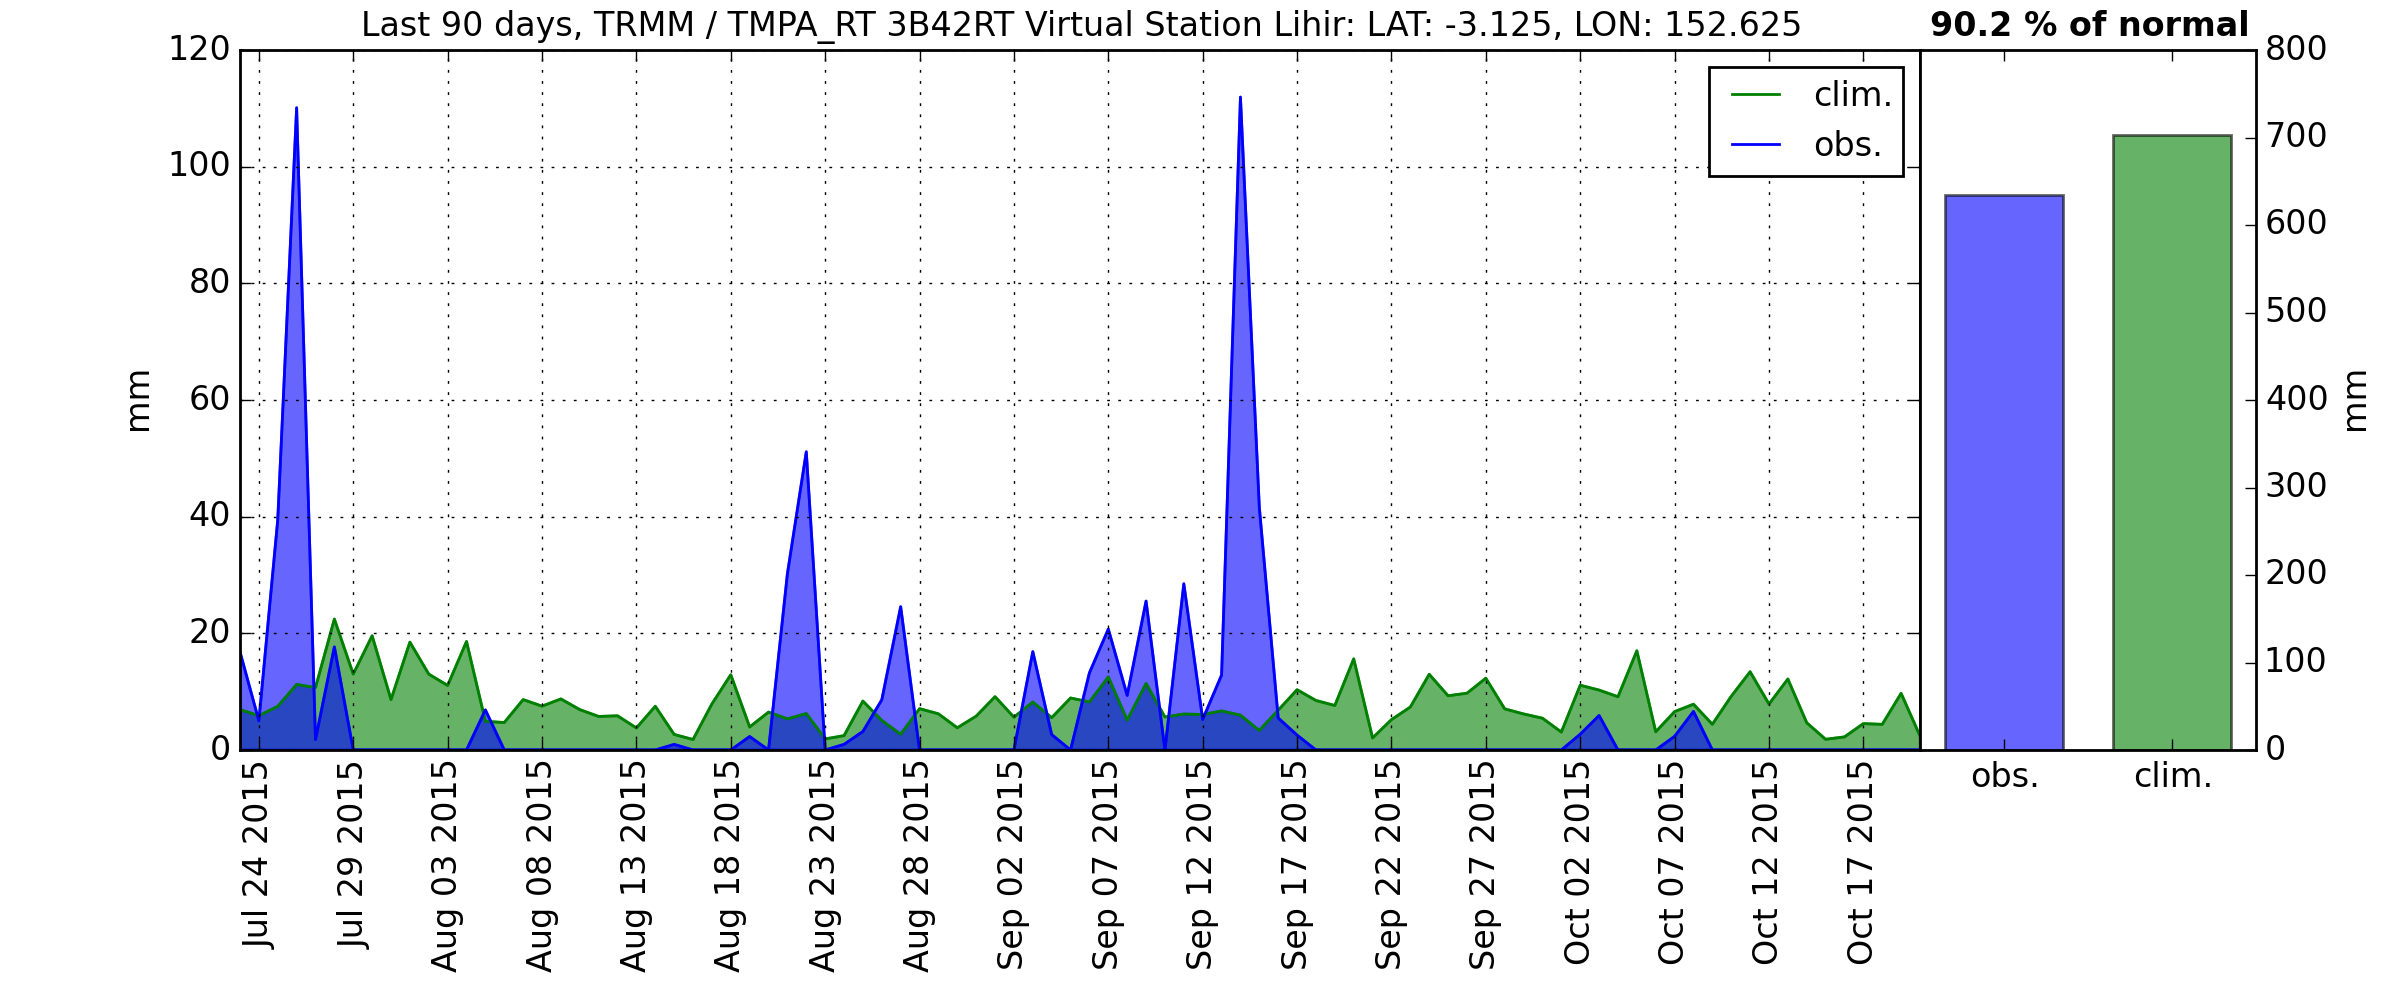 Last 90 days, TRMM / TMPA_RT 3B42RT Virtual Station Lihir: LAT: -3.125, LON: 152.625
90.2 % of normal
120
100
80
60
40
20
0
mm
clim.
obs.
800
700
600
500
400
300
200
100
0
mm
Jul 24 2015
Jul 29 2015
Aug 03 2015
Aug 08 2015
Aug 13 2015
Aug 18 2015
Aug 23 2015
Aug 28 2015
Sep 02 2015
Sep 07 2015
Sep 12 2015
Sep 17 2015
Sep 22 2015
Sep 27 2015
Oct 02 2015
Oct 07 2015
Oct 12 2015
Oct 17 2015
obs.
clim.